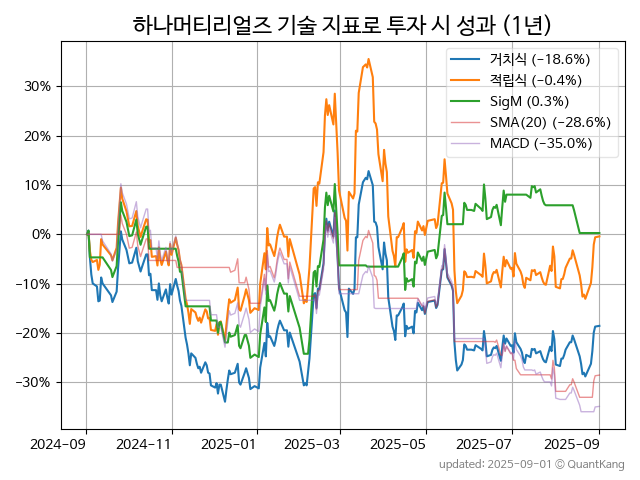 하나머티리얼즈 기술 지표로 투자 시 성과 (1년)
거치식 (−18.6%)
적립식 (−0.4%)
SigM (0.3%)
SMA(20) (−28.6%)
MACD (−35.0%)
30%
20%
10%
0%
−10%
−20%
−30%
2024-09 2024-11 2025-01 2025-03 2025-05 2025-07 2025-09
updated: 2025-09-01 © QuantKang